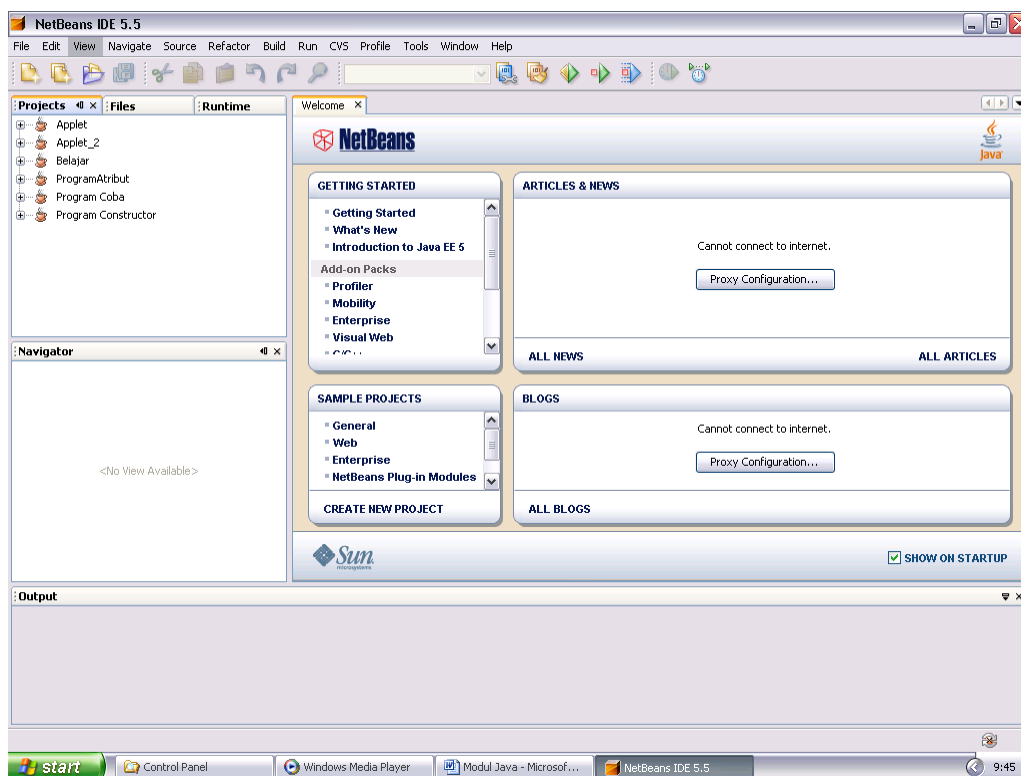 NetBeans IDE 5.5
File Edit View Navigate Source Refactor Build Run CVS Profile Tools Window Help
Projects Files Runtime
Applet
Applet_2
Belajar
ProgramAtribut
Program Coba
Program Constructor
Navigator
<No View Available>
Welcome
NetBeans
Java
GETTING STARTED
Getting Started
What's New
Introduction to Java EE 5
Add-on Packs
Profiler
Mobility
Enterprise
Visual Web
ARTICLES & NEWS
Cannot connect to internet.
Proxy Configuration...
ALL NEWS ALL ARTICLES
SAMPLE PROJECTS
General
Web
Enterprise
NetBeans Plug-in Modules
CREATE NEW PROJECT
BLOGS
Cannot connect to internet.
Proxy Configuration...
ALL BLOGS
Sun
microsystems
SHOW ON STARTUP
Output
start Control Panel Windows Media Player Modul Java - Microsof... NetBeans IDE 5.5 9:45